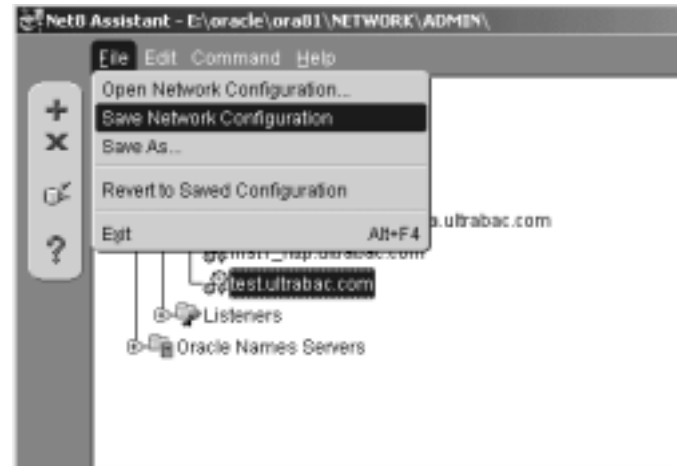 Net8 Assistant - E:\oracle\ora81\NETWORK\ADMIN\
File Edit Command Help
Open Network Configuration...
Save Network Configuration
Save As...
Revert to Saved Configuration
Exit Alt+F4
a.ultrabac.com
test.ultrabac.com
Listeners
Oracle Names Servers